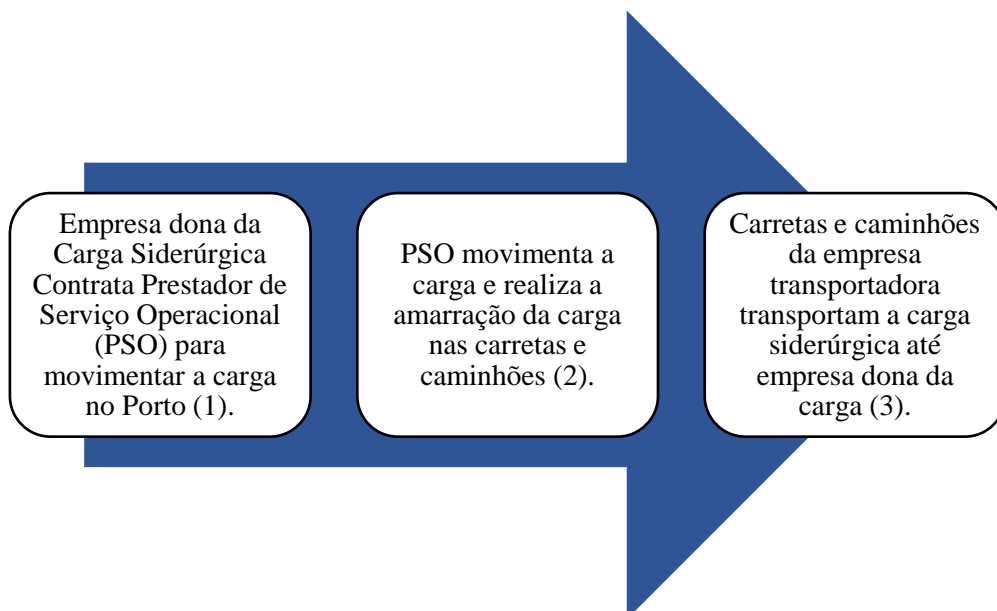 Empresa dona da
Carga Siderúrgica
Contrata Prestador de
Serviço Operacional
(PSO) para
movimentar a carga
no Porto (1).
PSO movimenta a
carga e realiza a
amarração da carga
nas carretas e
caminhões (2).
Carretas e caminhões
da empresa
transportadora
transportam a carga
siderúrgica até
empresa dona da
carga (3).